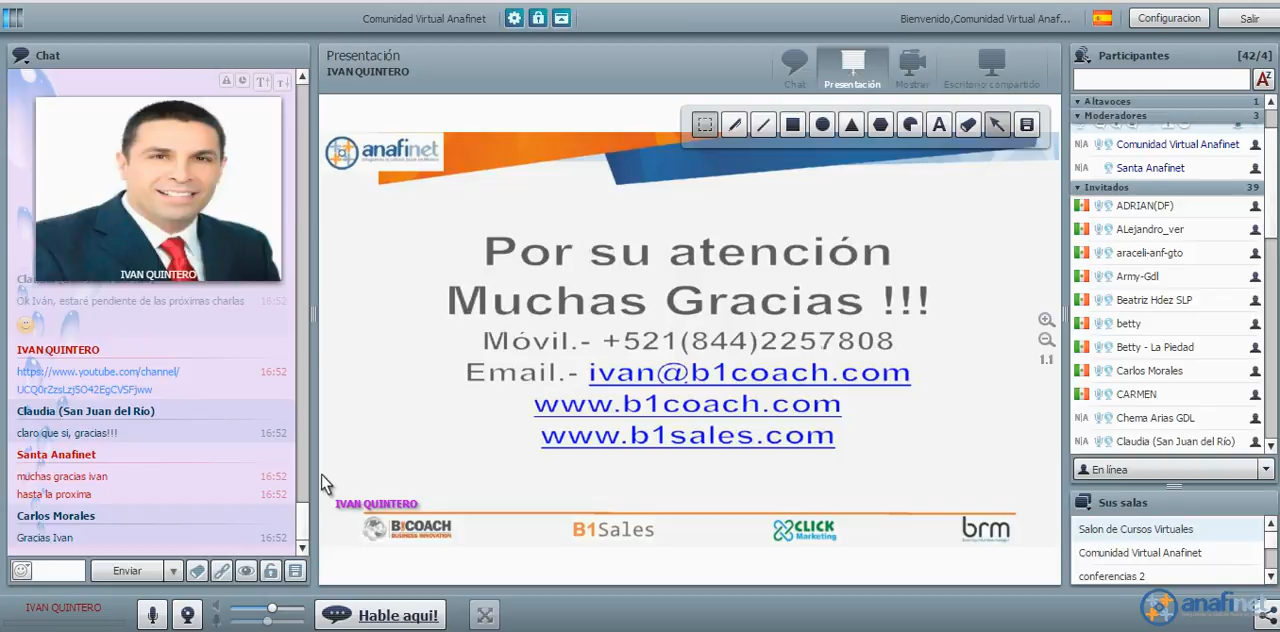 Comunidad Virtual Anafinet
Bienvenido,Comunidad Virtual Anaf...
Configuracion
Salir
Chat
IVAN QUINTERO
Ok Iván, estaré pendiente de las próximas charlas 16:52
IVAN QUINTERO
https://www.youtube.com/channel/ 16:52
Claudia (San Juan del Río)
claro que si, gracias!!! 16:52
Santa Anafinet
muchas gracias ivan 16:52
hasta la proxima 16:52
Carlos Morales
Gracias Ivan 16:52
Enviar
IVAN QUINTERO
Hable aqui!
Presentación
IVAN QUINTERO
Chat
Presentación
Mostrar
Escritorio compartido
A
anafinet
Por su atención
Muchas Gracias !!!
Móvil.- +521(844)2257808
Email.- ivan@b1coach.com
www.b1coach.com
www.b1sales.com
1.1
IVAN QUINTERO
B1COACH
BUSINESS INNOVATION
B1Sales
CLICK
Marketing
brm
Participantes [42/4]
Altavoces 1
Moderadores 3
N|A Comunidad Virtual Anafinet
N|A Santa Anafinet
Invitados 39
ADRIAN(DF)
ALejandro_ver
araceli-anf-gto
Army-Gdl
Beatriz Hdez SLP
betty
Betty - La Piedad
Carlos Morales
CARMEN
N|A Chema Arias GDL
N|A Claudia (San Juan del Río)
En línea
Sus salas
Salon de Cursos Virtuales
Comunidad Virtual Anafinet
conferencias 2
anafinet